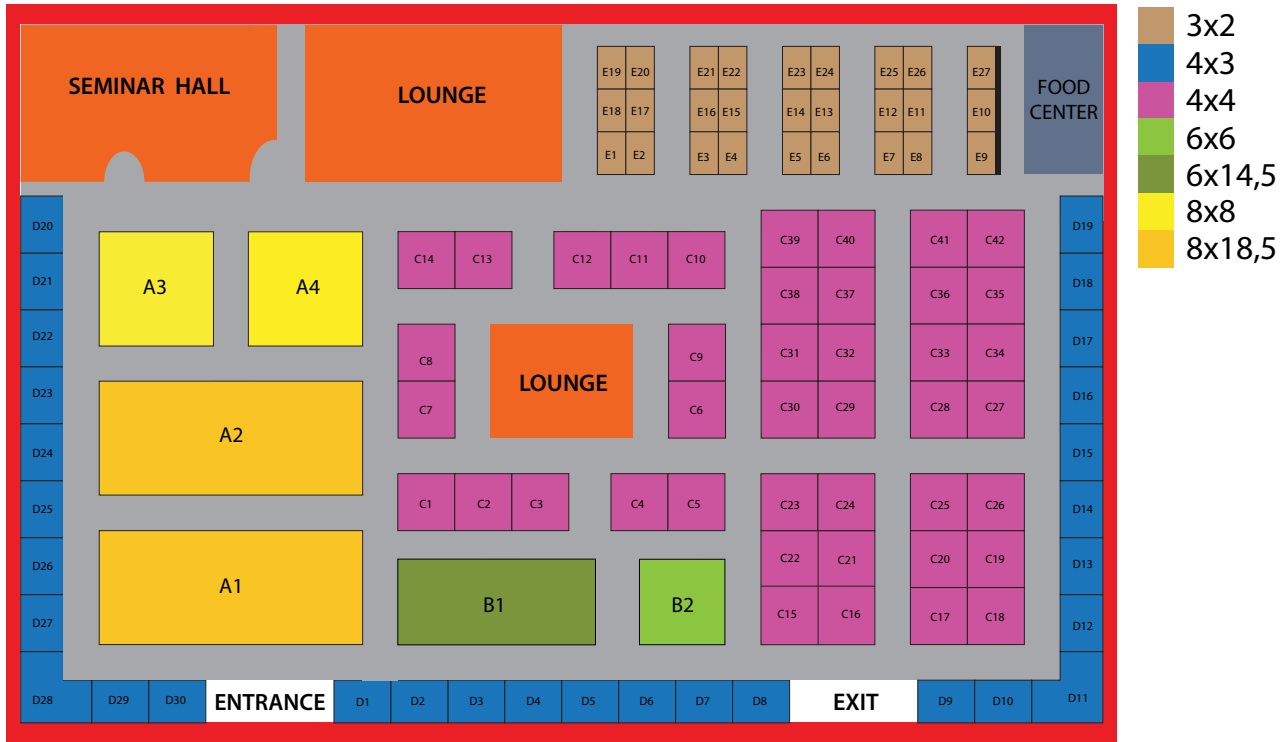 SEMINAR HALL
LOUNGE
E19 E20 E21 E22 E23 E24 E25 E26 E27
E18 E17 E16 E15 E14 E13 E12 E11 E10
E1 E2 E3 E4 E5 E6 E7 E8 E9
FOOD
CENTER
3x2
4x3
4x4
6x6
6x14,5
8x8
8x18,5
D20 C39 C40 C41 C42 D19
C14 C13 C12 C11 C10
D21 A3 A4 C38 C37 C36 C35 D18
D22 C8 C9 C31 C32 C33 C34 D17
LOUNGE
D23 C7 C6 C30 C29 C28 C27 D16
A2
D24 D15
D25 C1 C2 C3 C4 C5 C23 C24 C25 C26 D14
D26 C22 C21 C20 C19 D13
A1 B1 B2
D27 C15 C16 C17 C18 D12
D28 D29 D30 ENTRANCE D1 D2 D3 D4 D5 D6 D7 D8 EXIT D9 D10 D11